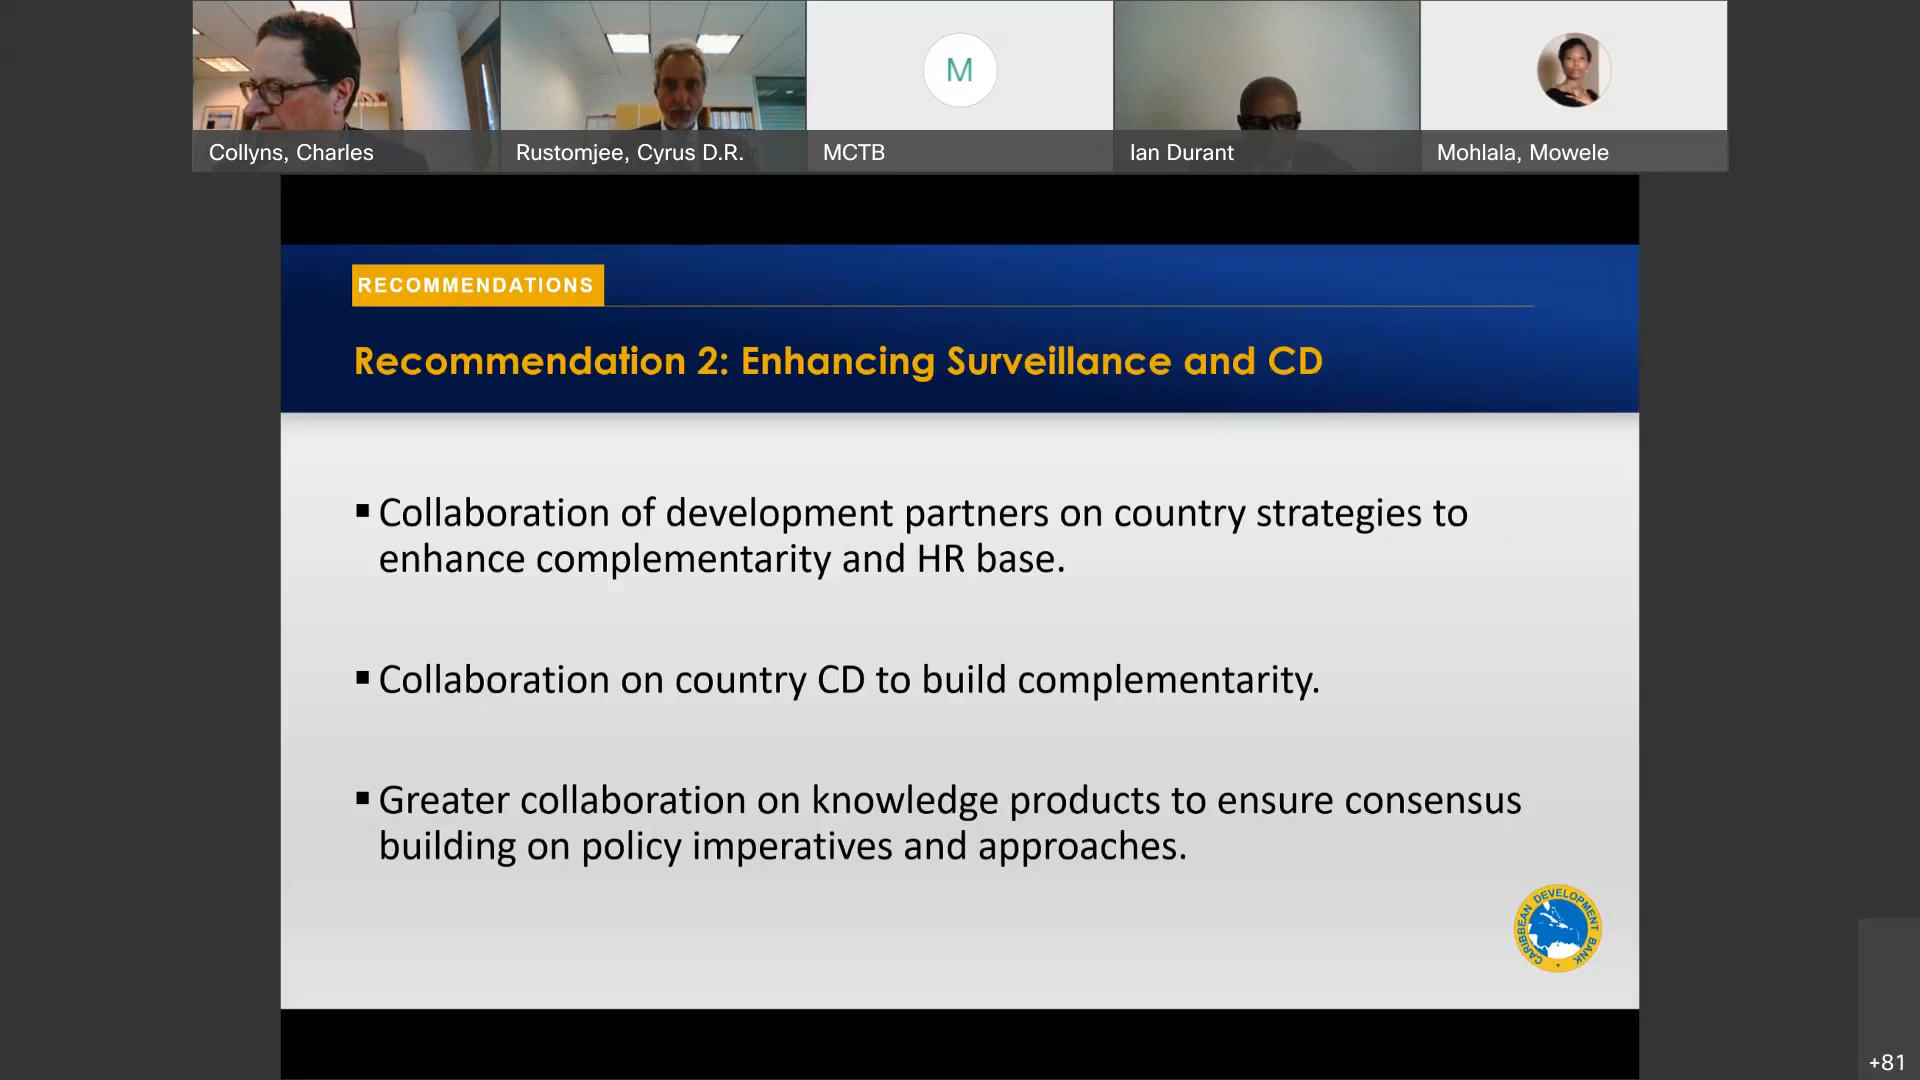 Collyns, Charles
Rustomjee, Cyrus D.R.
M
MCTB
Ian Durant
Mohlala, Mowele
RECOMMENDATIONS
Recommendation 2: Enhancing Surveillance and CD
▪ Collaboration of development partners on country strategies to
enhance complementarity and HR base.
▪ Collaboration on country CD to build complementarity.
▪ Greater collaboration on knowledge products to ensure consensus
building on policy imperatives and approaches.
CARIBBEAN DEVELOPMENT BANK
+81